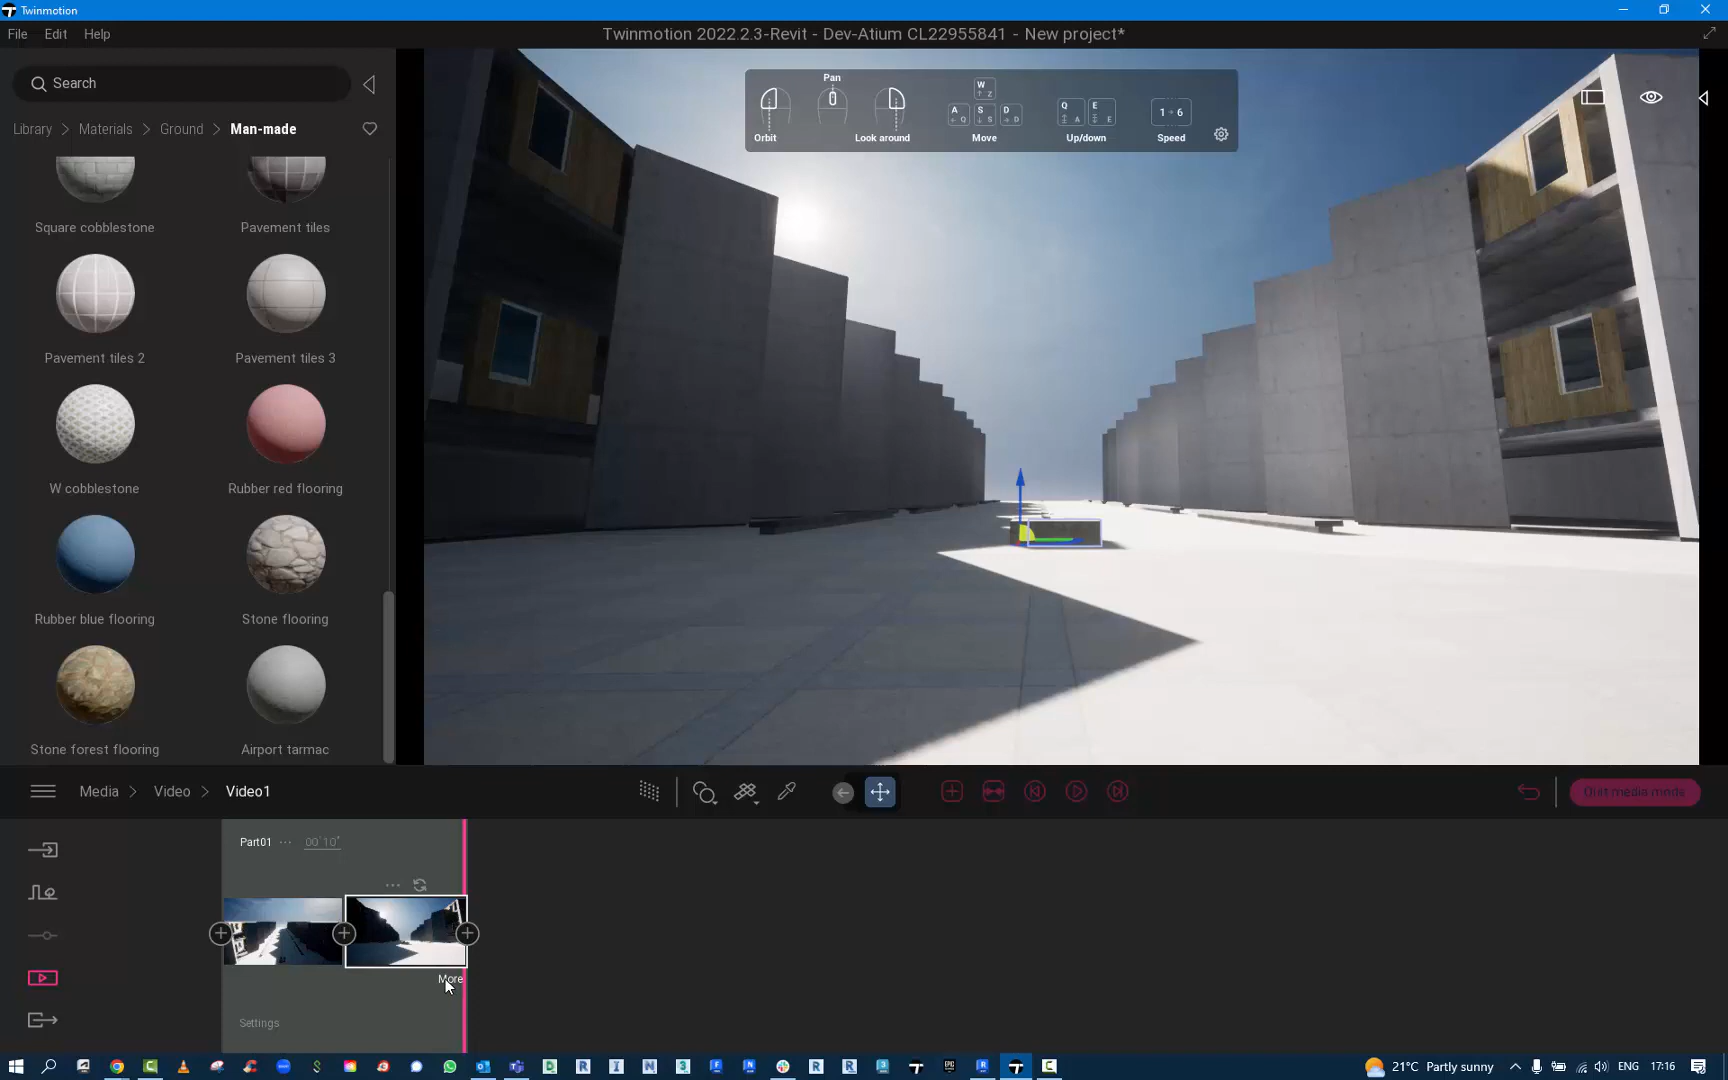 Twinmotion
File Edit Help
Twinmotion 2022.2.3-Revit - Dev-Atium CL22955841 - New project*
Search
Library > Materials > Ground > Man-made
Square cobblestone
Pavement tiles
Pavement tiles 2
Pavement tiles 3
W cobblestone
Rubber red flooring
Rubber blue flooring
Stone flooring
Stone forest flooring
Airport tarmac
Pan
W
Z
A
Q
S
S
D
D
Q
A
E
E
1 - 6
Orbit
Look around
Move
Up/down
Speed
Media > Video > Video1
Quit media mode
Part01 ... 00'10"
More
Settings
21°C Partly sunny
ENG
17:16